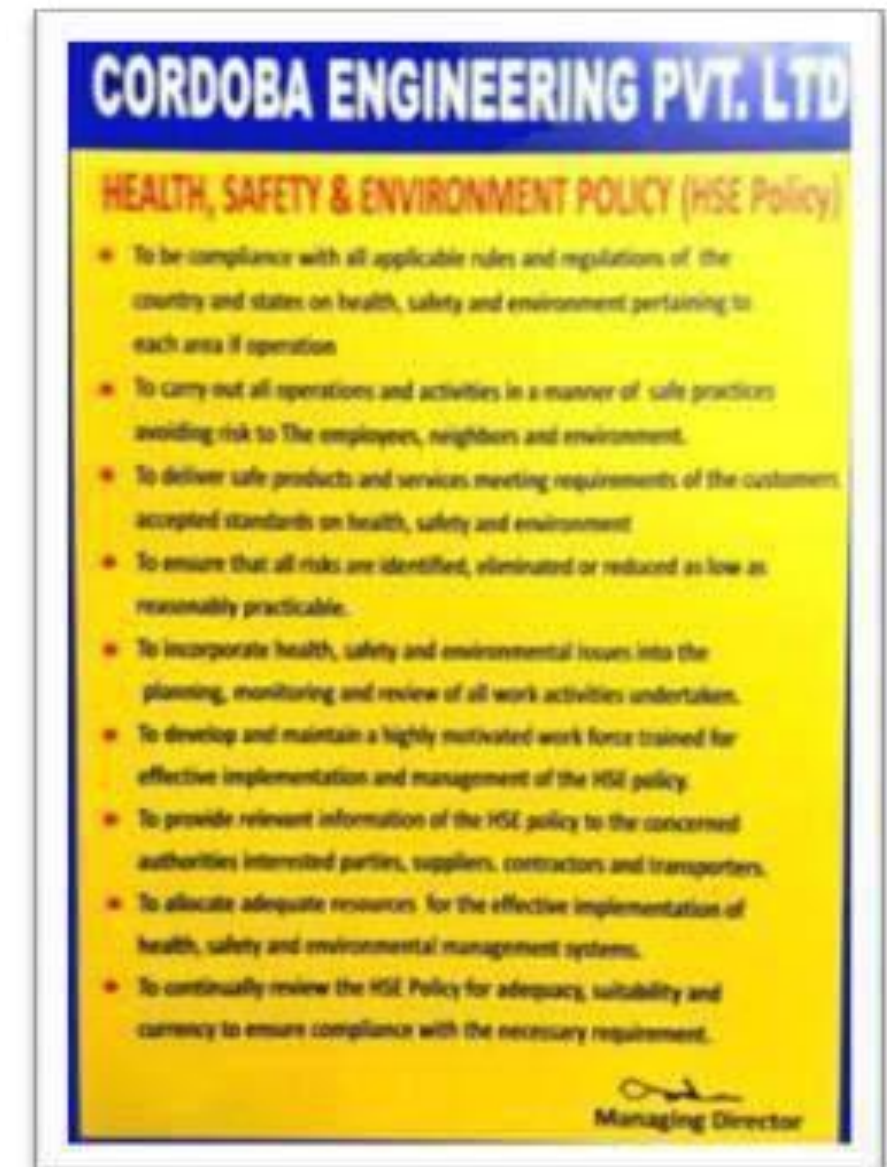 CORDOBA ENGINEERING PVT. LTD
HEALTH, SAFETY & ENVIRONMENT POLICY (HSE Policy)
• To be compliance with all applicable rules and regulations of the
country and states on health, safety and environment pertaining to
each area if operation
• To carry out all operations and activities in a manner of safe practices
avoiding risk to The employees, neighbors and environment.
• To deliver safe products and services meeting requirements of the customers
accepted standards on health, safety and environment
• To ensure that all risks are identified, eliminated or reduced as low as
reasonably practicable.
• To incorporate health, safety and environmental issues into the
planning, monitoring and review of all work activities undertaken.
• To develop and maintain a highly motivated work force trained for
effective implementation and management of the HSE policy.
• To provide relevant information of the HSE policy to the concerned
authorities interested parties, suppliers. contractors and transporters.
• To allocate adequate resources for the effective implementation of
health, safety and environmental management systems.
• To continually review the HSE Policy for adequacy, suitability and
currency to ensure compliance with the necessary requirement.
Managing Director